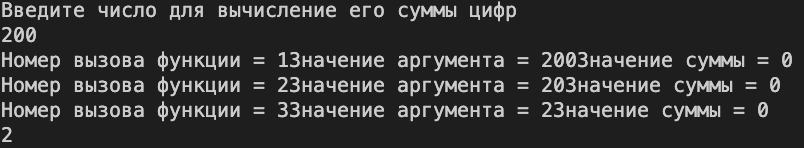 Введите число для вычисление его суммы цифр
200
Номер вызова функции = 1Значение аргумента = 200Значение суммы = 0
Номер вызова функции = 2Значение аргумента = 20Значение суммы = 0
Номер вызова функции = 3Значение аргумента = 2Значение суммы = 0
2